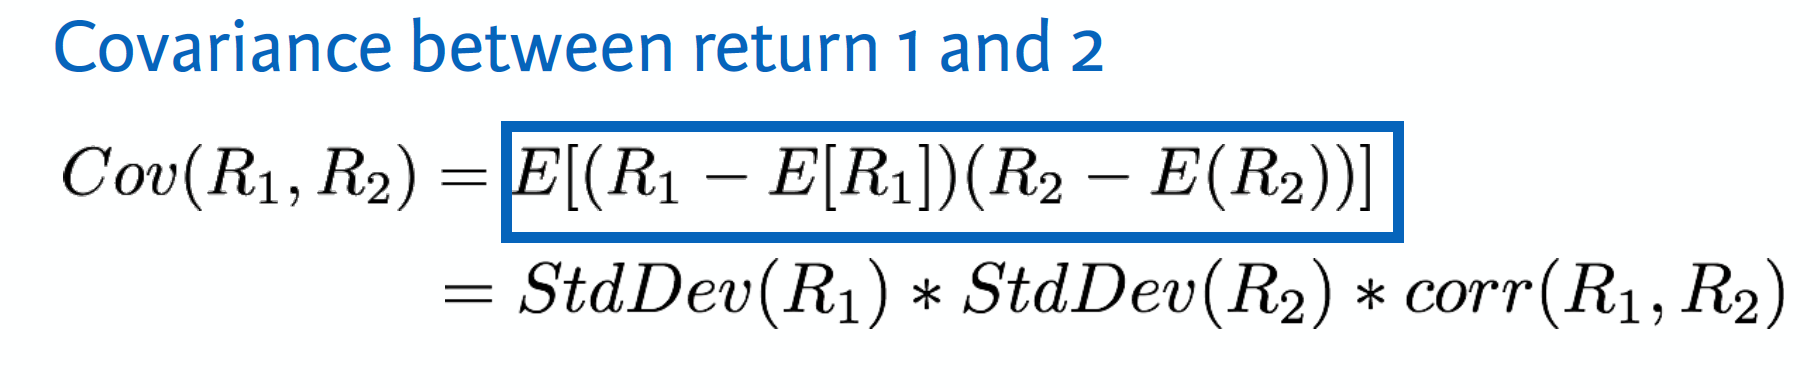 Covariance between return 1 and 2
Cov(R₁, R₂) = E[(R₁ − E[R₁])(R₂ − E(R₂))]
= StdDev(R₁) * StdDev(R₂) * corr(R₁, R₂)